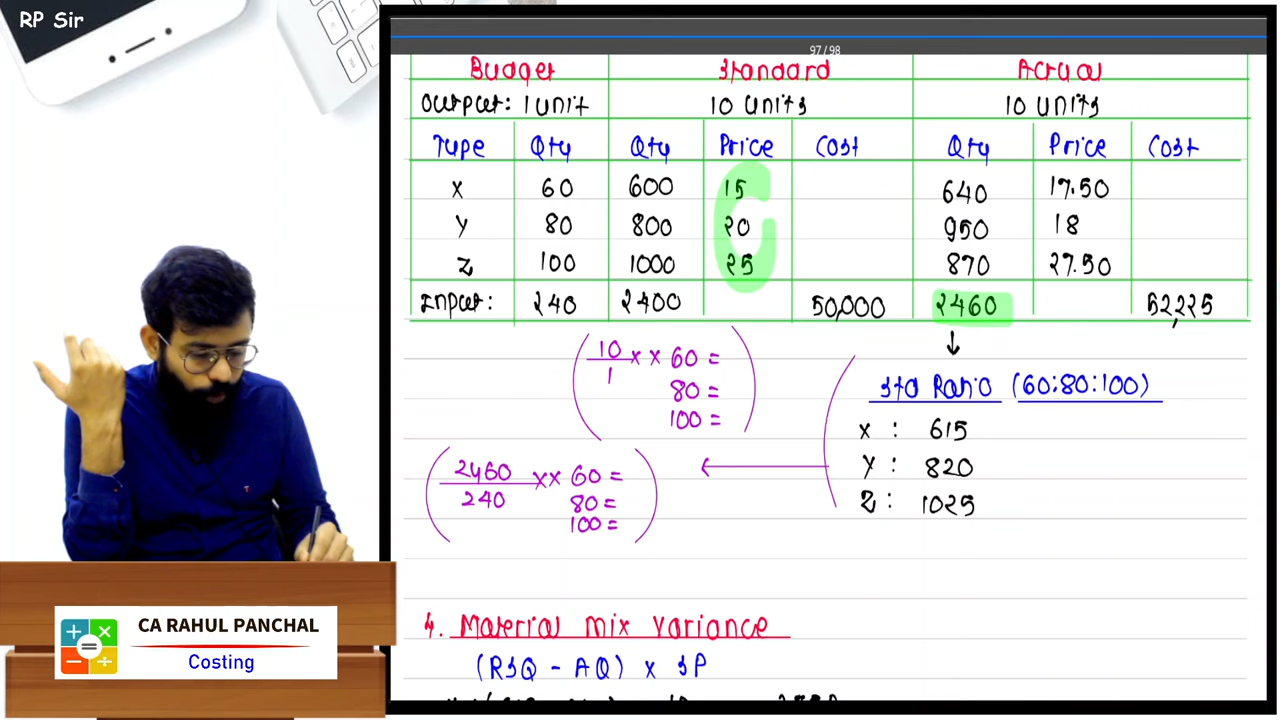 RP Sir
97 / 98
Budget Standard Actual
Output: 1 unit 10 units 10 units
Type Qty Qty Price Cost Qty Price Cost
X 60 600 15 640 17.50
Y 80 800 20 950 18
Z 100 1000 25 870 27.50
Input: 240 2400 50,000 2460 52,225
10/1 x x 60 =
80 =
100 =
↓
Std Ratio (60:80:100)
X : 615
Y : 820
Z : 1025
2460/240 x x 60 =
80 =
100 =
CA RAHUL PANCHAL
Costing
4. Material mix variance
(RSQ - AQ) x SP